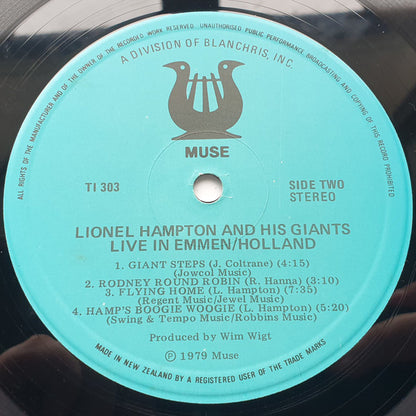 ALL RIGHTS OF THE MANUFACTURER AND OF THE OWNER OF THE RECORDED WORK RESERVED. UNAUTHORISED PUBLIC PERFORMANCE, BROADCASTING AND COPYING OF THIS RECORD PROHIBITED
A DIVISION OF BLANCHRIS, INC.
MUSE
TI 303
SIDE TWO
STEREO
LIONEL HAMPTON AND HIS GIANTS
LIVE IN EMMEN/HOLLAND
1. GIANT STEPS (J. Coltrane) (4:15)
(Jowcol Music)
2. RODNEY ROUND ROBIN (R. Hanna) (3:10)
3. FLYING HOME (L. Hampton) (7:35)
(Regent Music/Jewel Music)
4. HAMP'S BOOGIE WOOGIE (L. Hampton) (5:20)
(Swing & Tempo Music/Robbins Music)
Produced by Wim Wigt
Ⓟ 1979 Muse
MADE IN NEW ZEALAND BY A REGISTERED USER OF THE TRADE MARKS